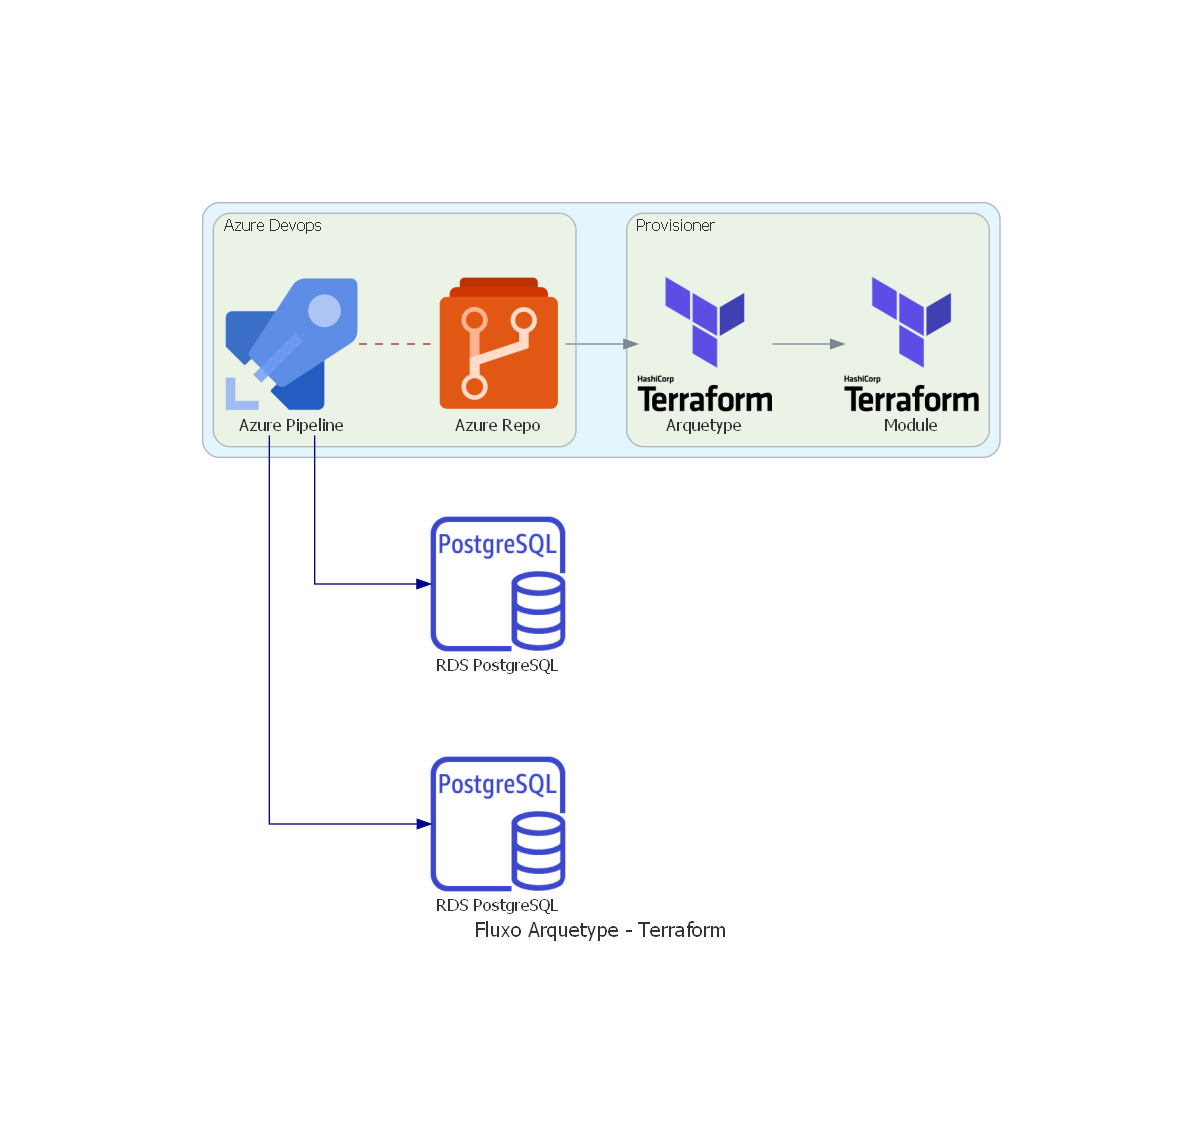 Azure Devops
Provisioner
HashiCorp
Terraform
HashiCorp
Terraform
Azure Pipeline
Azure Repo
Arquetype
Module
PostgreSQL
RDS PostgreSQL
PostgreSQL
RDS PostgreSQL
Fluxo Arquetype - Terraform